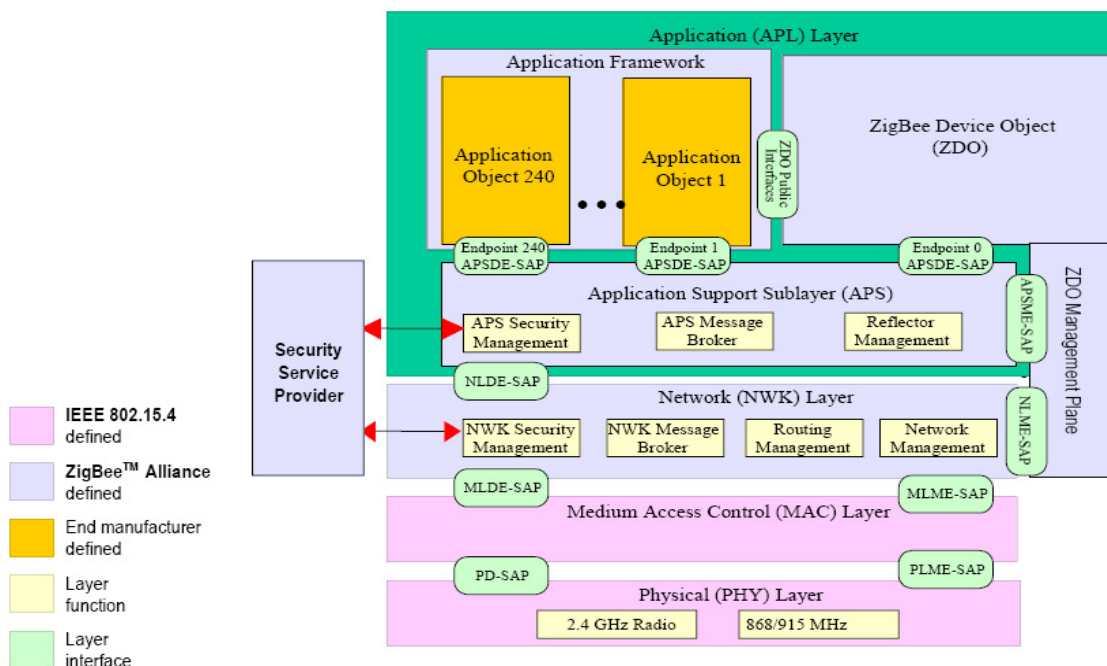 Application (APL) Layer
Application Framework
Application
Object 240
Application
Object 1
ZDO Public
Interfaces
ZigBee Device Object
(ZDO)
Endpoint 240
APSDE-SAP
Endpoint 1
APSDE-SAP
Endpoint 0
APSDE-SAP
Application Support Sublayer (APS)
APS Security
Management
APS Message
Broker
Reflector
Management
APSME-SAP
ZDO Management Plane
Security
Service
Provider
NLDE-SAP
Network (NWK) Layer
NWK Security
Management
NWK Message
Broker
Routing
Management
Network
Management
NLME-SAP
MLDE-SAP
MLME-SAP
Medium Access Control (MAC) Layer
PD-SAP
PLME-SAP
Physical (PHY) Layer
2.4 GHz Radio
868/915 MHz
IEEE 802.15.4
defined
ZigBee™ Alliance
defined
End manufacturer
defined
Layer
function
Layer
interface